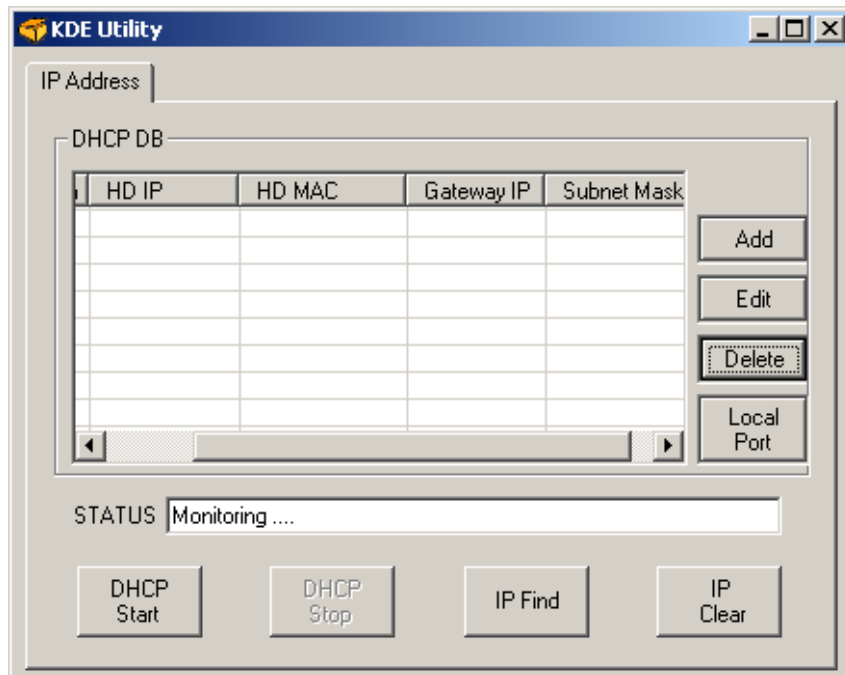 KDE Utility
IP Address
DHCP DB
HD IP HD MAC Gateway IP Subnet Mask
Add
Edit
Delete
Local
Port
STATUS Monitoring ....
DHCP
Start
DHCP
Stop
IP Find
IP
Clear